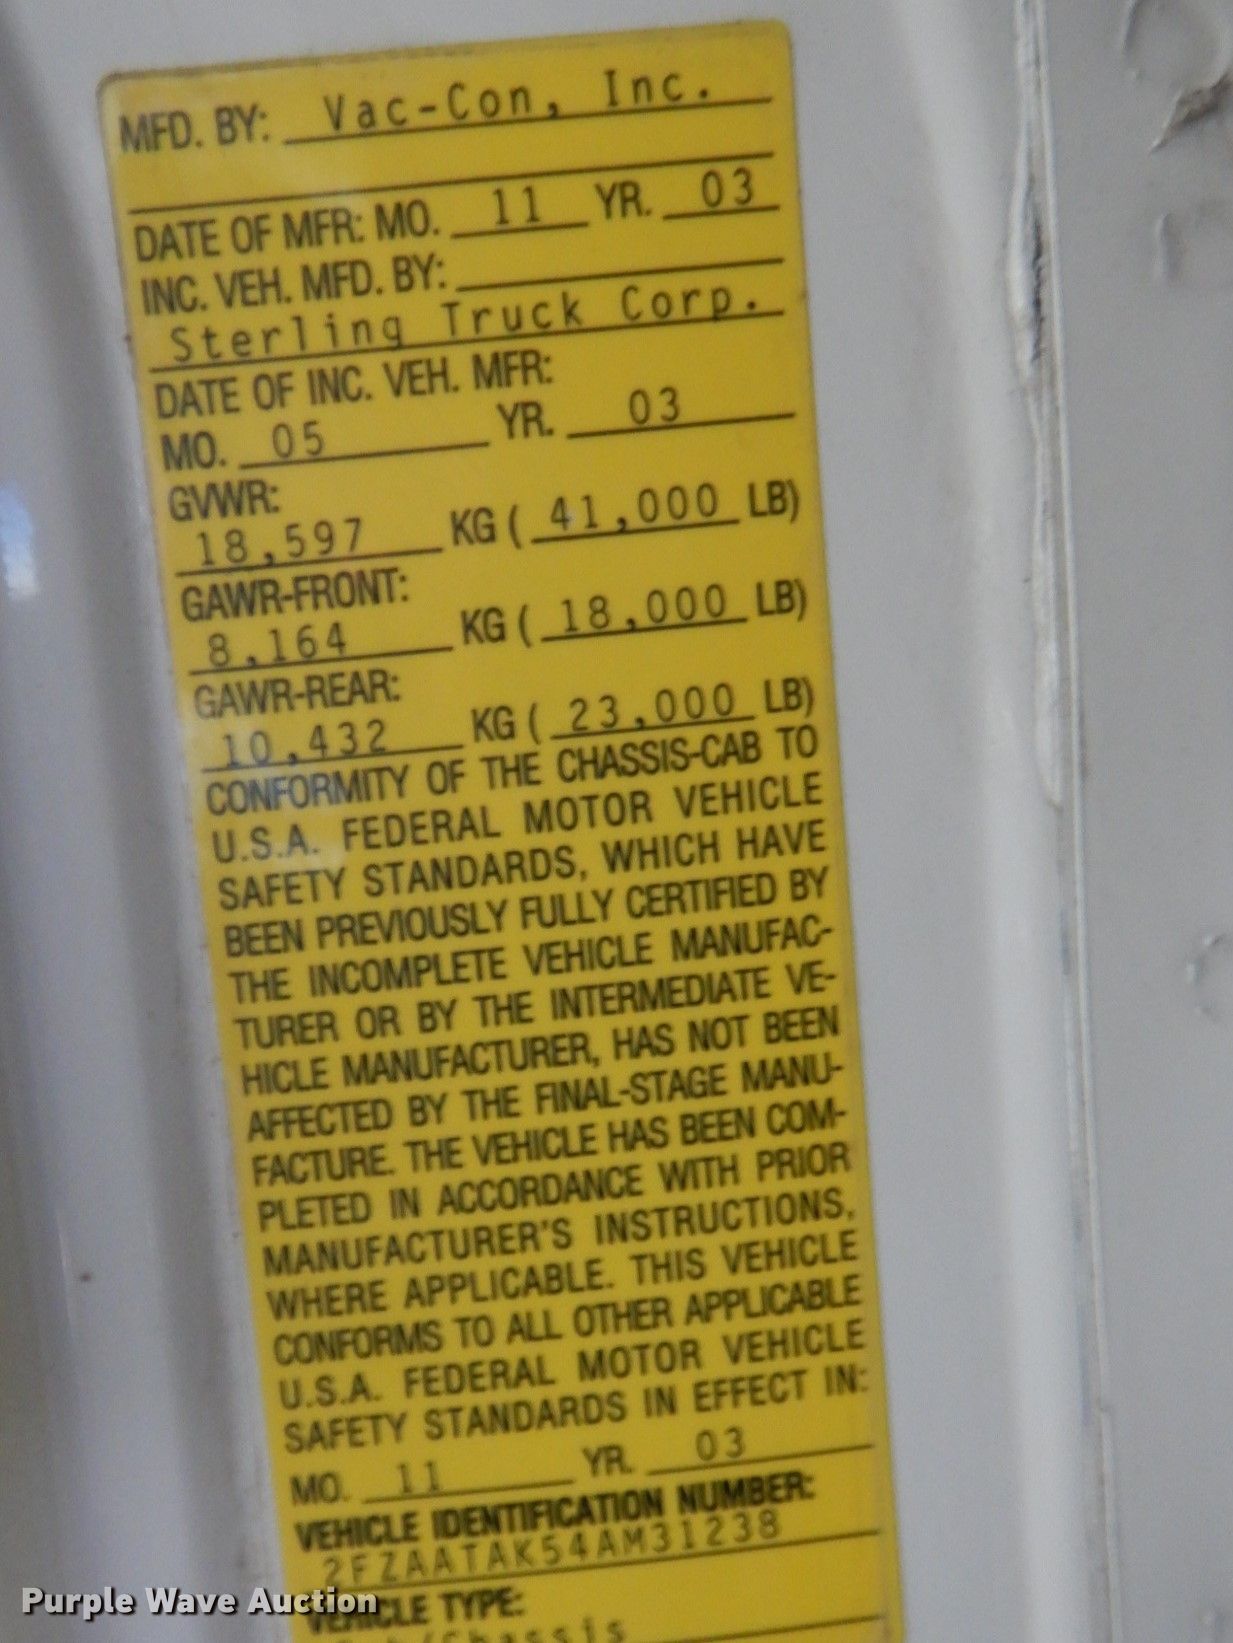 MFD. BY: Vac-Con, Inc.
DATE OF MFR: MO. 11 YR. 03
INC. VEH. MFD. BY:
Sterling Truck Corp.
DATE OF INC. VEH. MFR:
MO. 05 YR. 03
GVWR:
18,597 KG ( 41,000 LB)
GAWR-FRONT:
8,164 KG ( 18,000 LB)
GAWR-REAR:
10,432 KG ( 23,000 LB)
CONFORMITY OF THE CHASSIS-CAB TO
U.S.A. FEDERAL MOTOR VEHICLE
SAFETY STANDARDS, WHICH HAVE
BEEN PREVIOUSLY FULLY CERTIFIED BY
THE INCOMPLETE VEHICLE MANUFAC-
TURER OR BY THE INTERMEDIATE VE-
HICLE MANUFACTURER, HAS NOT BEEN
AFFECTED BY THE FINAL-STAGE MANU-
FACTURE. THE VEHICLE HAS BEEN COM-
PLETED IN ACCORDANCE WITH PRIOR
MANUFACTURER'S INSTRUCTIONS,
WHERE APPLICABLE. THIS VEHICLE
CONFORMS TO ALL OTHER APPLICABLE
U.S.A. FEDERAL MOTOR VEHICLE
SAFETY STANDARDS IN EFFECT IN:
MO. 11 YR. 03
VEHICLE IDENTIFICATION NUMBER:
2FZAATAK54AM31238
VEHICLE TYPE:
Cab/Chassis
Purple Wave Auction